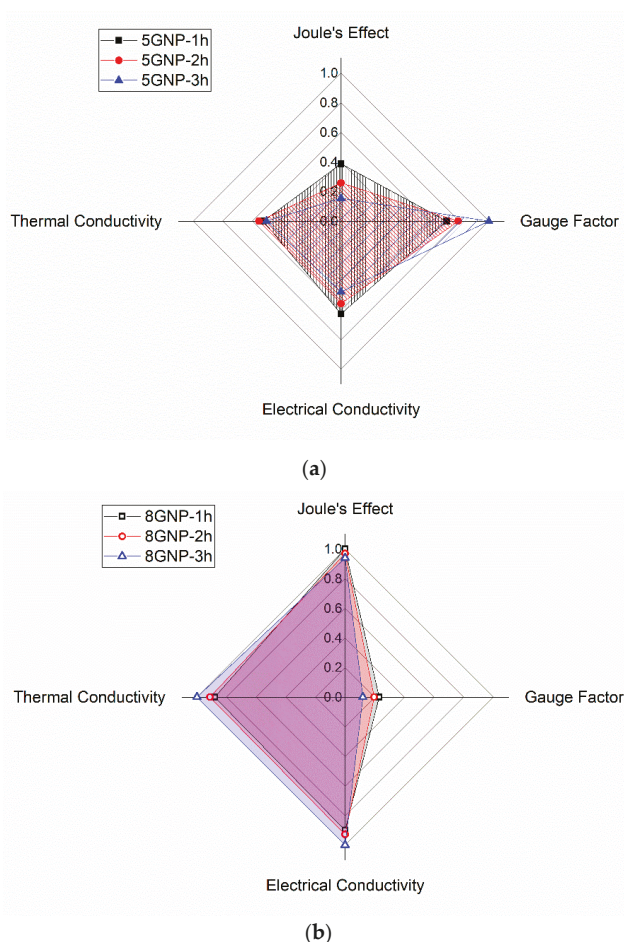 Joule's Effect
5GNP-1h
5GNP-2h
5GNP-3h
1.0
0.8
0.6
0.4
0.2
0.0
Thermal Conductivity
Gauge Factor
Electrical Conductivity
(a)
Joule's Effect
8GNP-1h
8GNP-2h
8GNP-3h
1.0
0.8
0.6
0.4
0.2
0.0
Thermal Conductivity
Gauge Factor
Electrical Conductivity
(b)